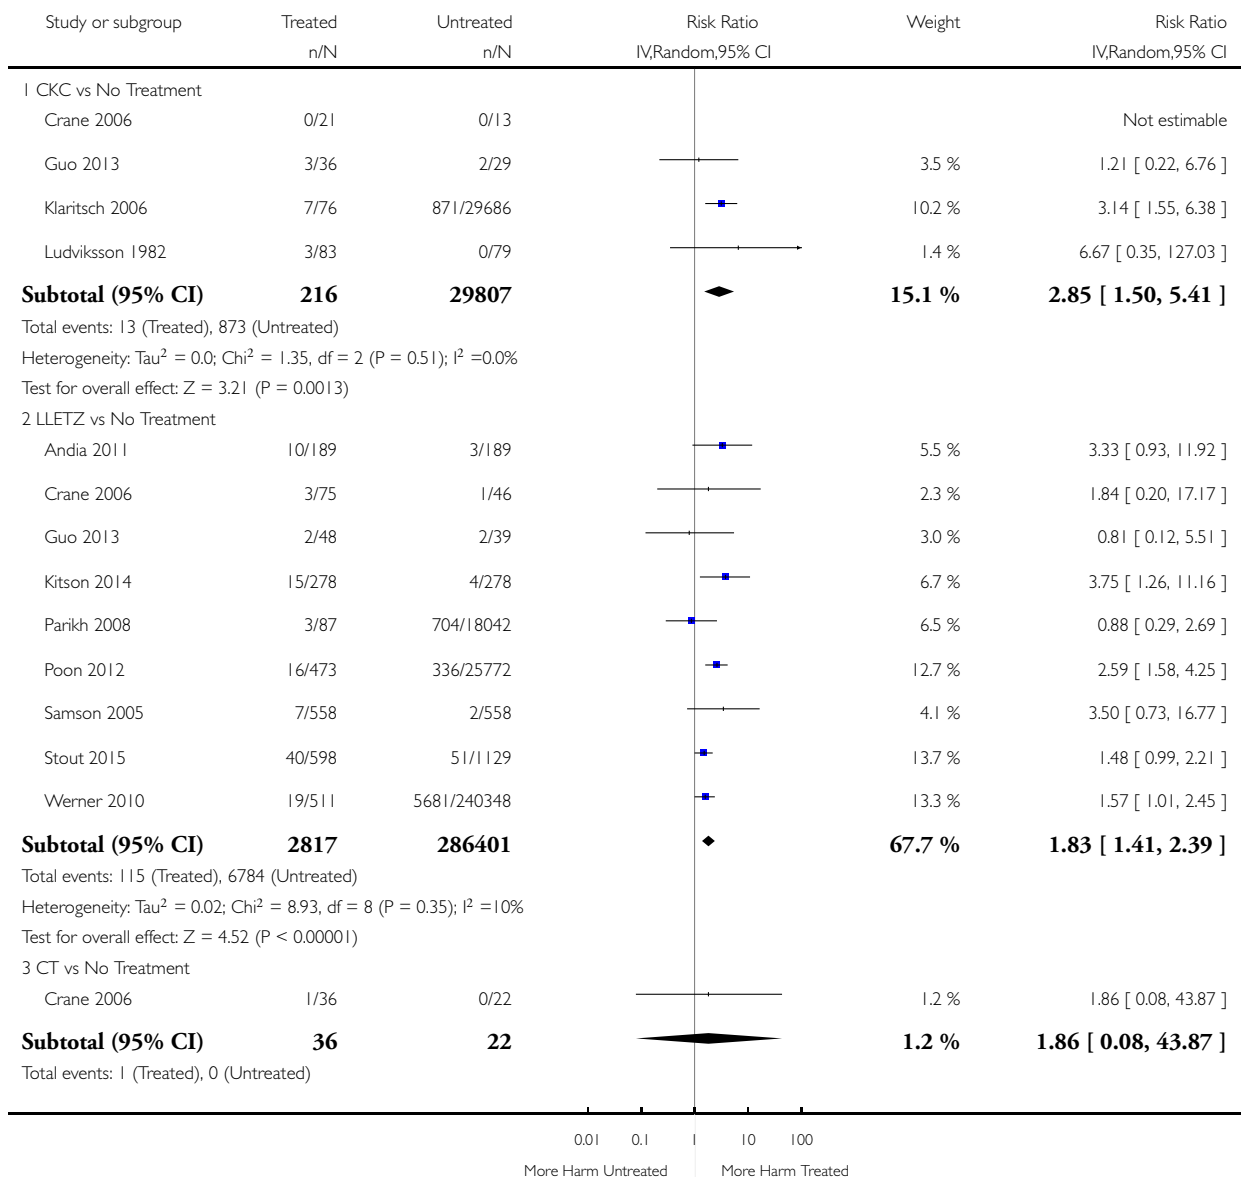 Study or subgroup Treated Untreated Risk Ratio Weight Risk Ratio
n/N n/N IV,Random,95% CI IV,Random,95% CI
1 CKC vs No Treatment
Crane 2006 0/21 0/13 Not estimable
Guo 2013 3/36 2/29 3.5 % 1.21 [ 0.22, 6.76 ]
Klaritsch 2006 7/76 871/29686 10.2 % 3.14 [ 1.55, 6.38 ]
Ludviksson 1982 3/83 0/79 1.4 % 6.67 [ 0.35, 127.03 ]
Subtotal (95% CI) 216 29807 15.1 % 2.85 [ 1.50, 5.41 ]
Total events: 13 (Treated), 873 (Untreated)
Heterogeneity: Tau² = 0.0; Chi² = 1.35, df = 2 (P = 0.51); I² =0.0%
Test for overall effect: Z = 3.21 (P = 0.0013)
2 LLETZ vs No Treatment
Andia 2011 10/189 3/189 5.5 % 3.33 [ 0.93, 11.92 ]
Crane 2006 3/75 1/46 2.3 % 1.84 [ 0.20, 17.17 ]
Guo 2013 2/48 2/39 3.0 % 0.81 [ 0.12, 5.51 ]
Kitson 2014 15/278 4/278 6.7 % 3.75 [ 1.26, 11.16 ]
Parikh 2008 3/87 704/18042 6.5 % 0.88 [ 0.29, 2.69 ]
Poon 2012 16/473 336/25772 12.7 % 2.59 [ 1.58, 4.25 ]
Samson 2005 7/558 2/558 4.1 % 3.50 [ 0.73, 16.77 ]
Stout 2015 40/598 51/1129 13.7 % 1.48 [ 0.99, 2.21 ]
Werner 2010 19/511 5681/240348 13.3 % 1.57 [ 1.01, 2.45 ]
Subtotal (95% CI) 2817 286401 67.7 % 1.83 [ 1.41, 2.39 ]
Total events: 115 (Treated), 6784 (Untreated)
Heterogeneity: Tau² = 0.02; Chi² = 8.93, df = 8 (P = 0.35); I² =10%
Test for overall effect: Z = 4.52 (P < 0.00001)
3 CT vs No Treatment
Crane 2006 1/36 0/22 1.2 % 1.86 [ 0.08, 43.87 ]
Subtotal (95% CI) 36 22 1.2 % 1.86 [ 0.08, 43.87 ]
Total events: 1 (Treated), 0 (Untreated)
0.01 0.1 1 10 100
More Harm Untreated More Harm Treated